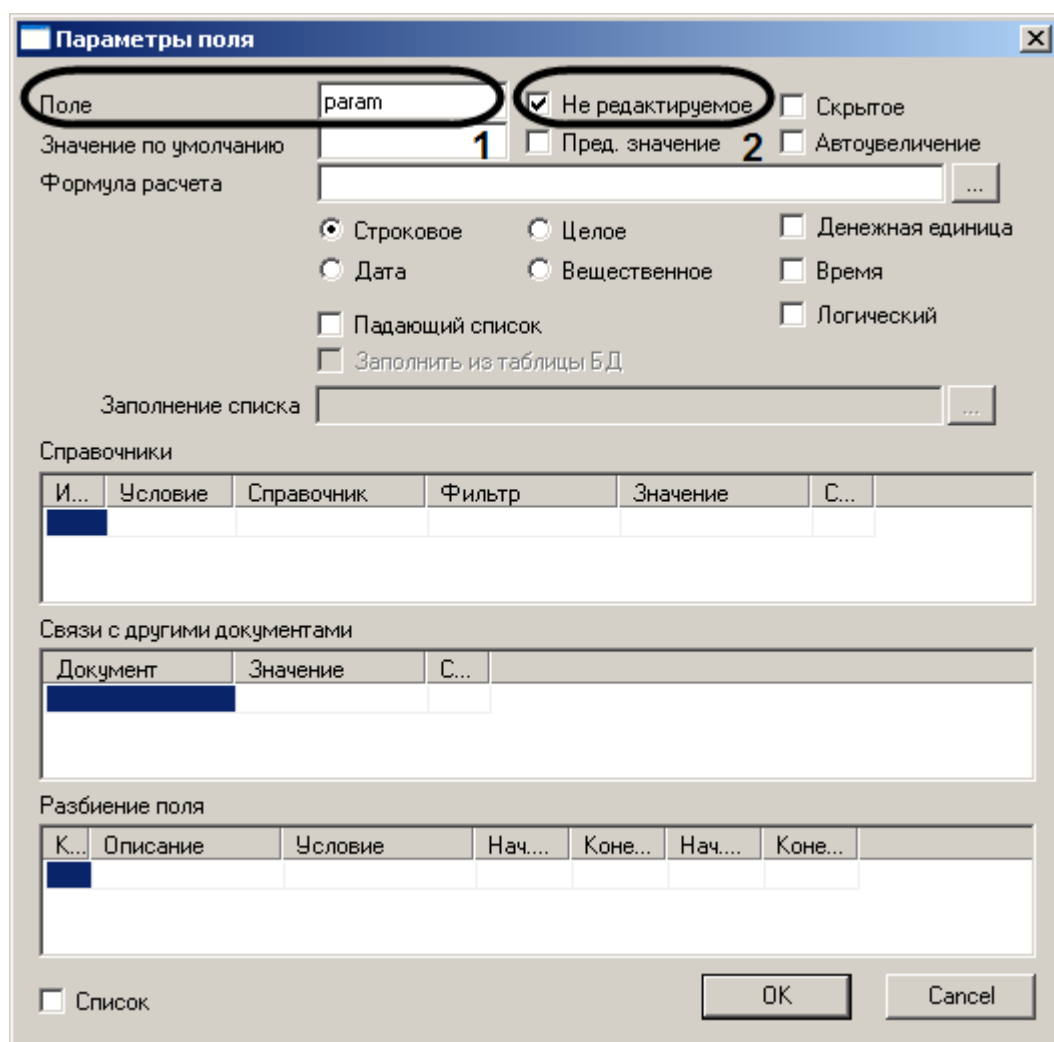 Параметры поля
Поле param Не редактируемое Скрытое
Значение по умолчанию 1 Пред. значение 2 Автоувеличение
Формула расчета ...
Строковое Целое Денежная единица
Дата Вещественное Время
Падающий список Логический
Заполнить из таблицы БД
Заполнение списка ...
Справочники
И... Условие Справочник Фильтр Значение С...
Связи с другими документами
Документ Значение С...
Разбиение поля
К... Описание Условие Нач.... Коне... Нач.... Коне...
Список OK Cancel